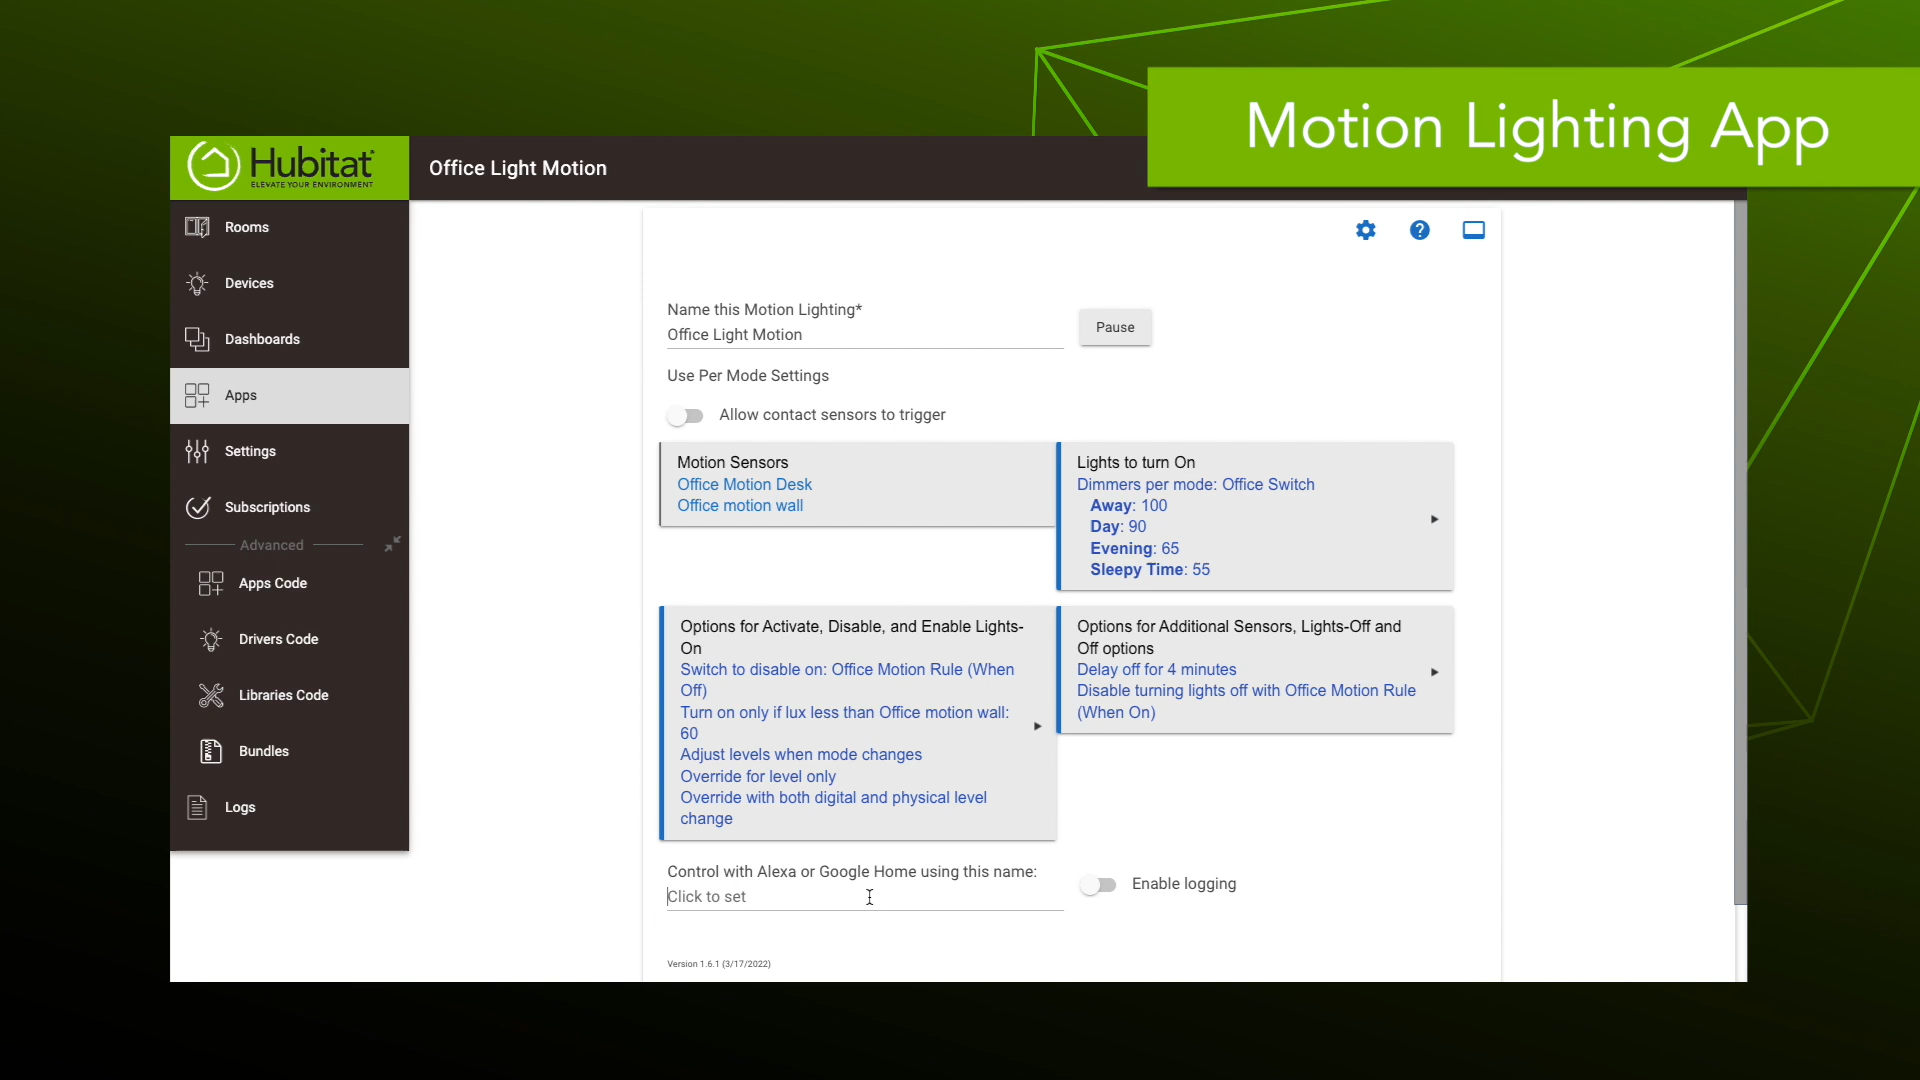 Motion Lighting App
Hubitat
ELEVATE YOUR ENVIRONMENT
Office Light Motion
Rooms
Devices
Dashboards
Apps
Settings
Subscriptions
Advanced
Apps Code
Drivers Code
Libraries Code
Bundles
Logs
Name this Motion Lighting*
Office Light Motion
Pause
Use Per Mode Settings
Allow contact sensors to trigger
Motion Sensors
Office Motion Desk
Office motion wall
Lights to turn On
Dimmers per mode: Office Switch
Away: 100
Day: 90
Evening: 65
Sleepy Time: 55
Options for Activate, Disable, and Enable Lights-
On
Switch to disable on: Office Motion Rule (When
Off)
Turn on only if lux less than Office motion wall:
60
Adjust levels when mode changes
Override for level only
Override with both digital and physical level
change
Options for Additional Sensors, Lights-Off and
Off options
Delay off for 4 minutes
Disable turning lights off with Office Motion Rule
(When On)
Control with Alexa or Google Home using this name:
Click to set
Enable logging
Version 1.6.1 (3/17/2022)